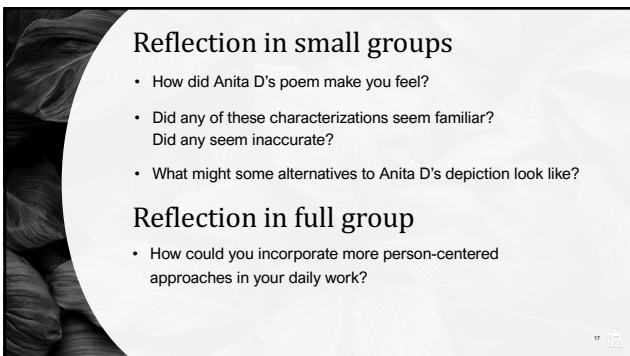 Reflection in small groups
• How did Anita D's poem make you feel?
• Did any of these characterizations seem familiar?
Did any seem inaccurate?
• What might some alternatives to Anita D's depiction look like?
Reflection in full group
• How could you incorporate more person-centered
approaches in your daily work?
17